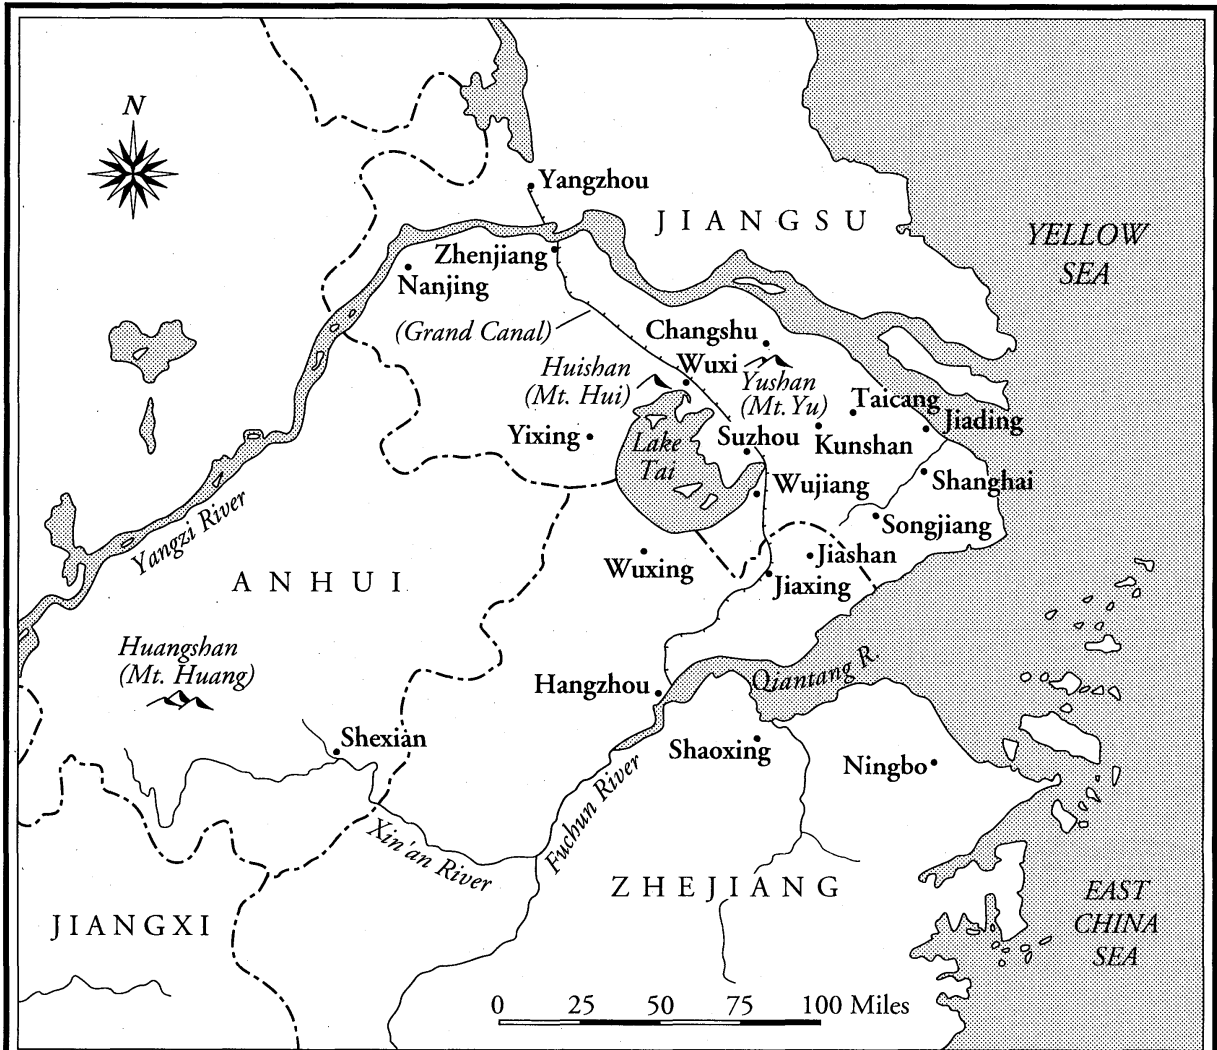 N
Yangzhou
JIANGSU
YELLOW
SEA
Zhenjiang
Nanjing
(Grand Canal)
Changshu
Huishan
(Mt. Hui)
Wuxi
Yushan
(Mt. Yu)
Taicang
Jiading
Yixing
Lake
Tai
Suzhou
Kunshan
Wujiang
Shanghai
Songjiang
Yangzi River
ANHUI
Wuxing
Jiashan
Jiaxing
Huangshan
(Mt. Huang)
Hangzhou
Qiantang R.
Shexian
Shaoxing
Ningbo
Xin'an River
Fuchun River
ZHEJIANG
JIANGXI
EAST
CHINA
SEA
0 25 50 75 100 Miles